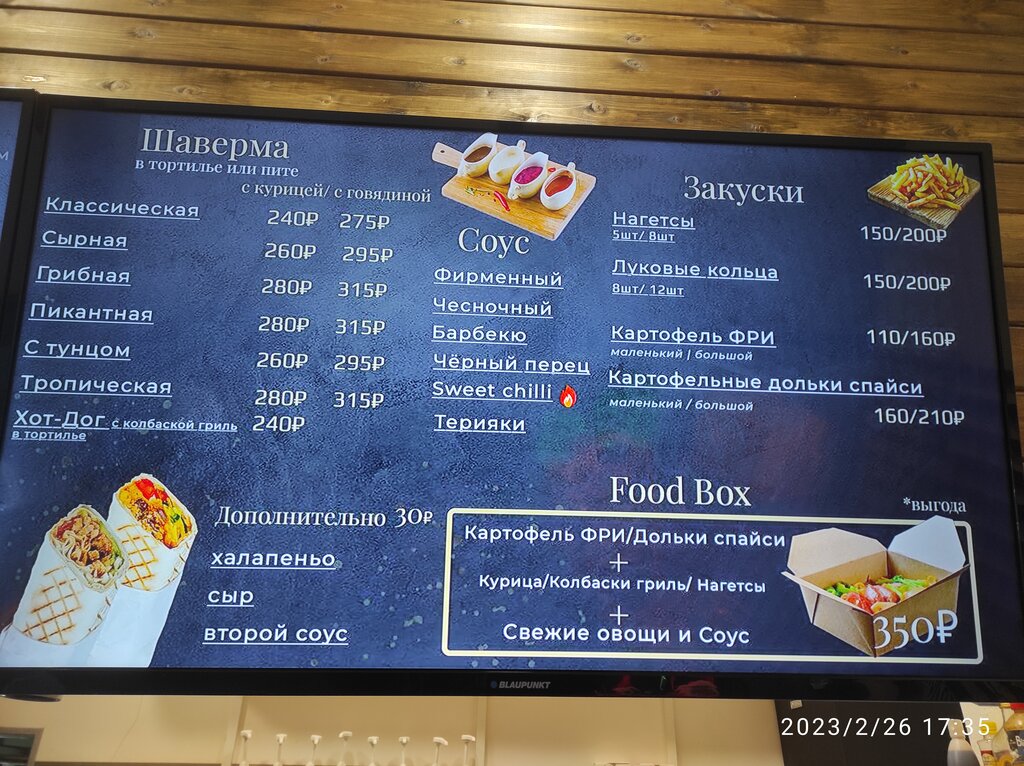 Шаверма
в тортилье или пите
с курицей/ с говядиной
Классическая 240₽ 275₽
Сырная 260₽ 295₽
Грибная 280₽ 315₽
Пикантная 280₽ 315₽
С тунцом 260₽ 295₽
Тропическая 280₽ 315₽
Хот-Дог с колбаской гриль 240₽
в тортилье
Соус
Фирменный
Чесночный
Барбекю
Чёрный перец
Sweet chilli
Терияки
Закуски
Нагетсы 150/200₽
5шт/ 8шт
Луковые кольца 150/200₽
8шт/ 12шт
Картофель ФРИ 110/160₽
маленький | большой
Картофельные дольки спайси
маленький / большой 160/210₽
Дополнительно 30₽
халапеньо
сыр
второй соус
Food Box
*выгода
Картофель ФРИ/Дольки спайси
+
Курица/Колбаски гриль/ Нагетсы
+
Свежие овощи и Соус
350₽
BLAUPUNKT
2023/2/26 17:35